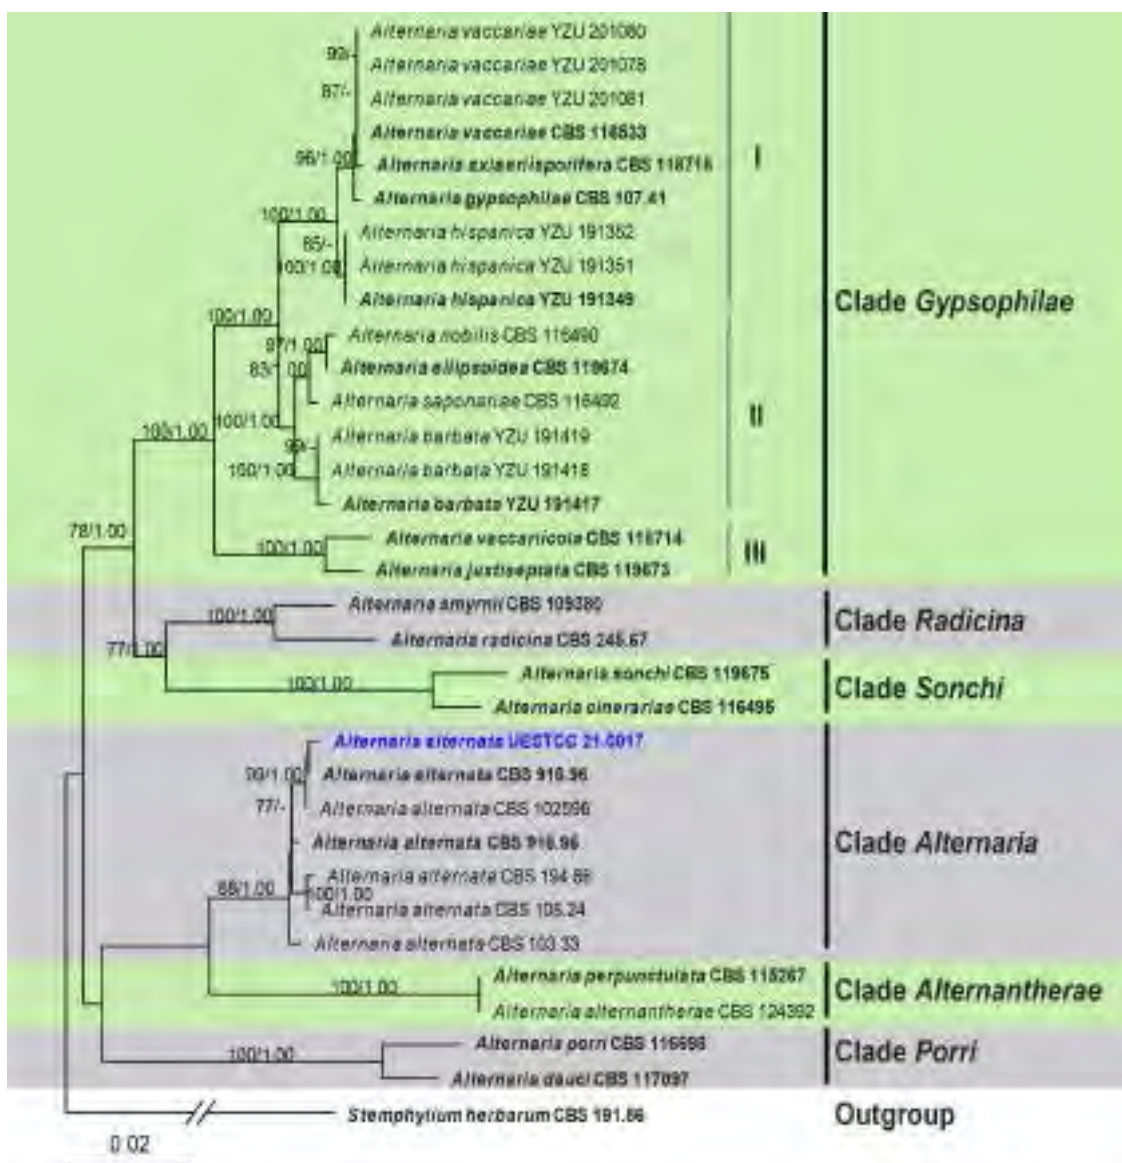 Alternaria vaccariae YZU 201080
99/-
Alternaria vaccariae YZU 201078
87/-
Alternaria vaccariae YZU 201081
Alternaria vaccariae CBS 116533
96/1.00
Alternaria axiaeriisporifera CBS 118715
I
Alternaria gypsophilae CBS 107.41
100/1.00
Alternaria hispanica YZU 191352
85/-
Alternaria hispanica YZU 191351
100/1.00
Alternaria hispanica YZU 191349
Clade Gypsophilae
100/1.00
Alternaria nobilis CBS 116490
97/1.00
Alternaria ellipsoidea CBS 119674
Alternaria saponariae CBS 116492
100/1.00
II
Alternaria barbata YZU 191419
99/-
Alternaria barbata YZU 191418
100/1.00
100/1.00
Alternaria barbata YZU 191417
78/1.00
Alternaria vaccariicola CBS 118714
100/1.00
III
Alternaria juxtiseptata CBS 119673
Alternaria smyrnii CBS 109380
100/1.00
Clade Radicina
Alternaria radicina CBS 245.67
77/1.00
Alternaria sonchi CBS 119675
100/1.00
Clade Sonchi
Alternaria cinerariae CBS 116495
Alternaria alternata UESTCC 21.0017
99/1.00
Alternaria alternata CBS 916.96
77/-
Alternaria alternata CBS 102596
Alternaria alternata CBS 916.96
Clade Alternaria
Alternaria alternata CBS 194.86
88/1.00
100/1.00
Alternaria alternata CBS 105.24
Alternaria alternata CBS 103.33
Alternaria perpunctulata CBS 115267
100/1.00
Clade Alternantherae
Alternaria alternantherae CBS 124392
Alternaria porri CBS 116698
100/1.00
Clade Porri
Alternaria dauci CBS 117097
Stemphylium herbarum CBS 191.86
Outgroup
0.02